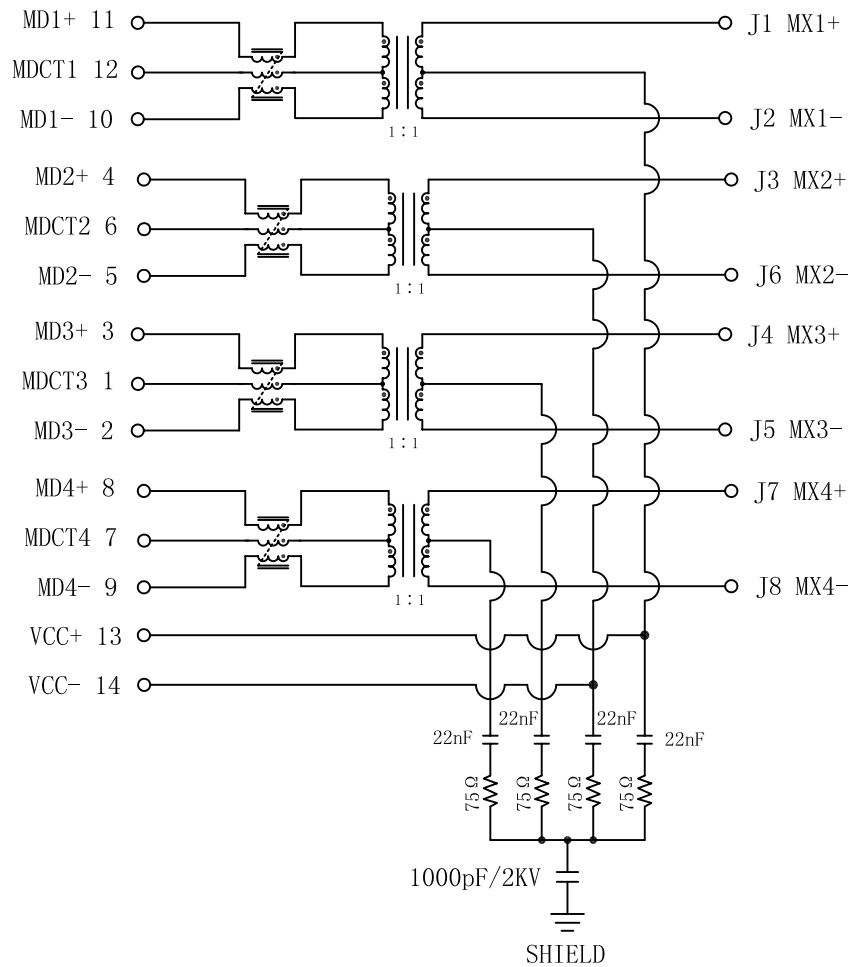 MD1+ 11
J1 MX1+
MDCT1 12
MD1- 10
J2 MX1-
1:1
MD2+ 4
J3 MX2+
MDCT2 6
MD2- 5
J6 MX2-
1:1
MD3+ 3
J4 MX3+
MDCT3 1
MD3- 2
J5 MX3-
1:1
MD4+ 8
J7 MX4+
MDCT4 7
MD4- 9
J8 MX4-
1:1
VCC+ 13
VCC- 14
22nF
22nF
22nF
22nF
75Ω
75Ω
75Ω
75Ω
1000pF/2KV
SHIELD